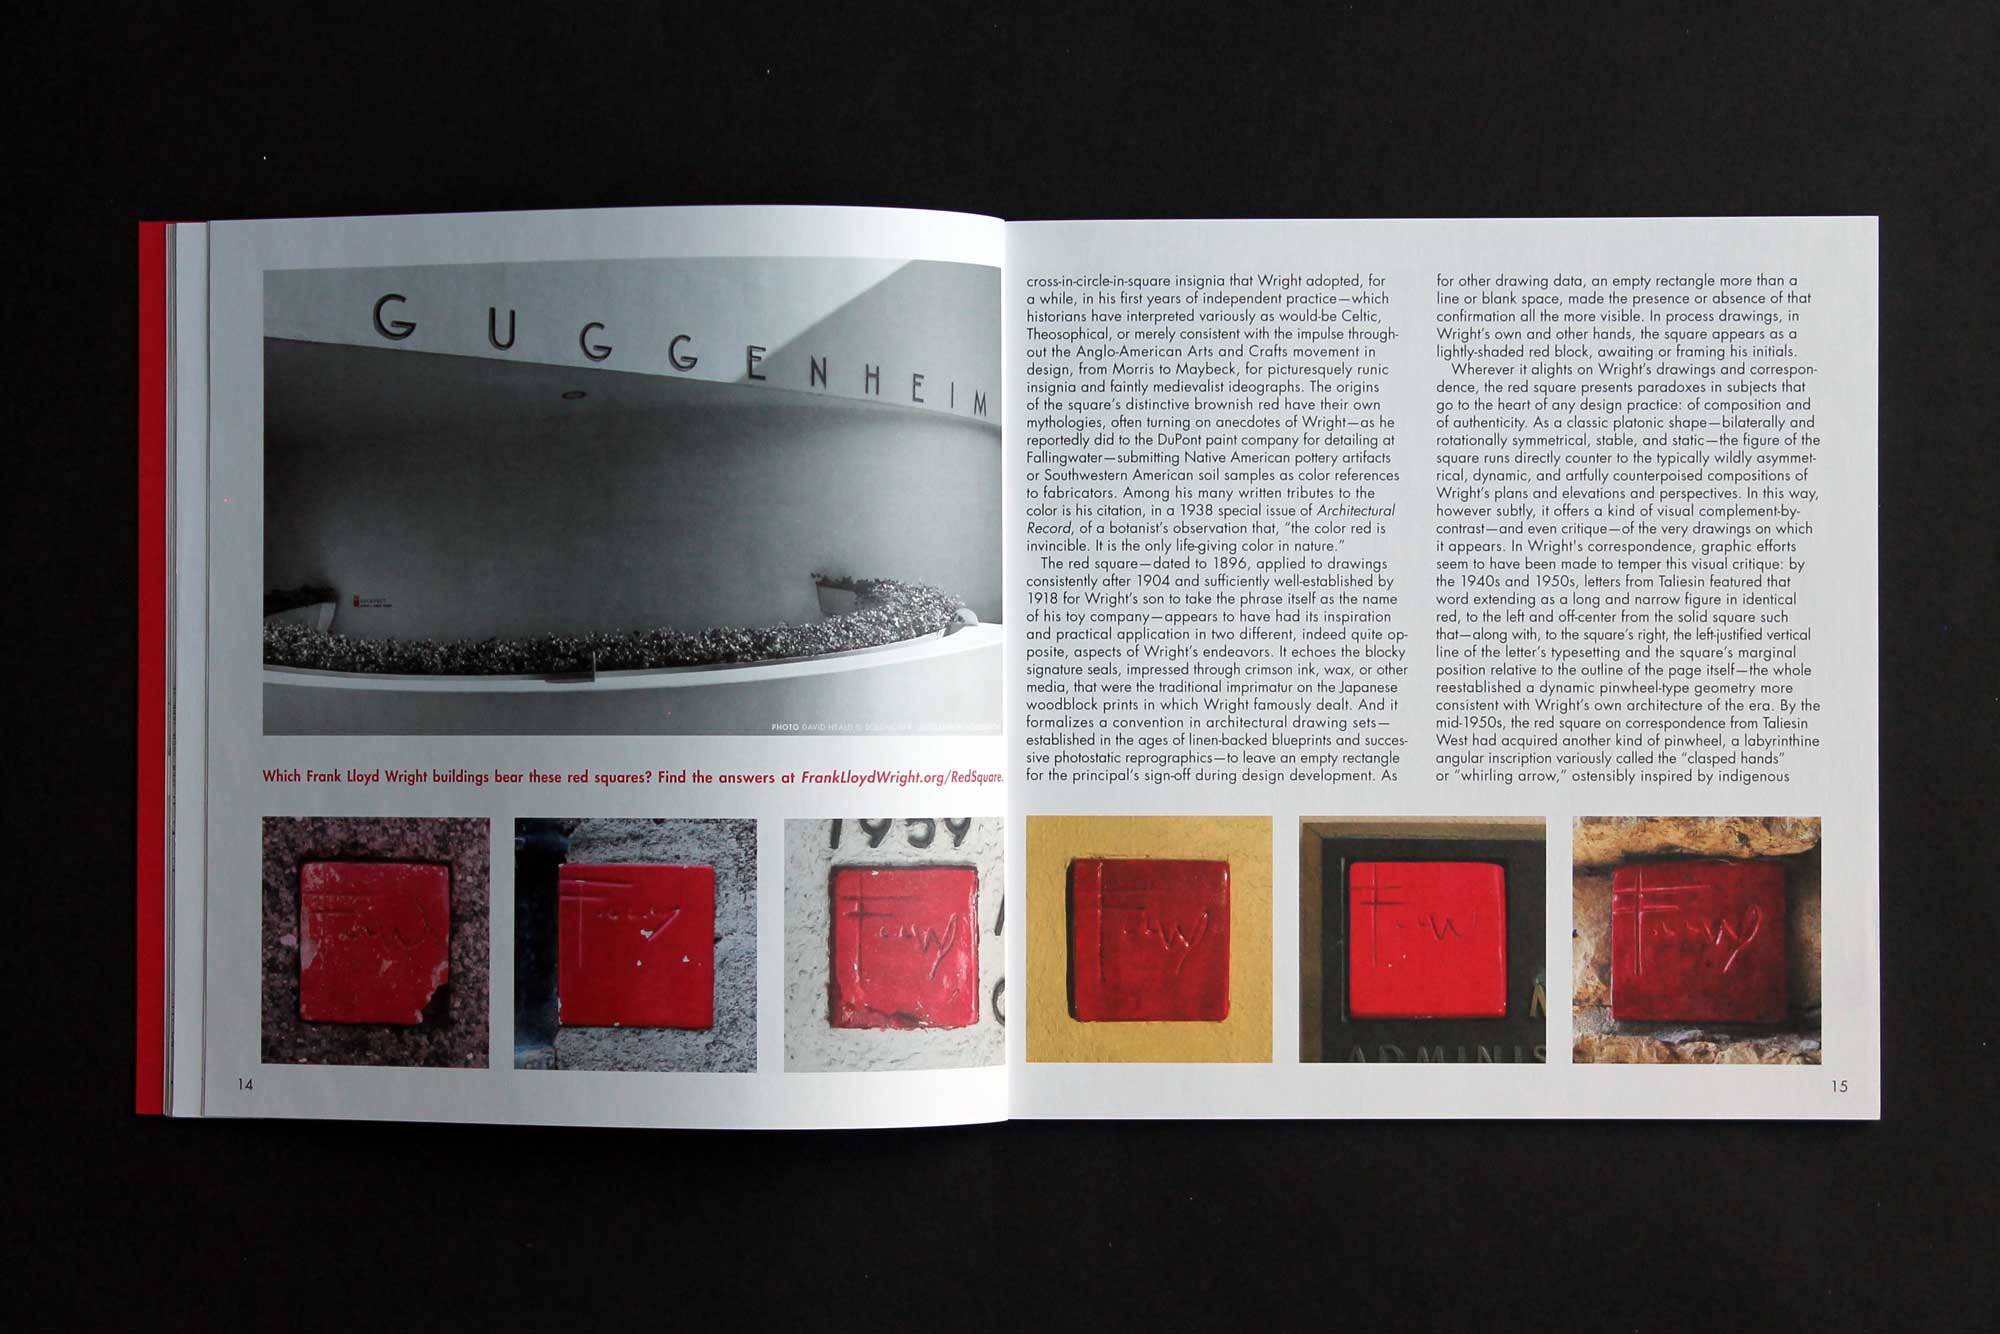 GUGGENHEIM
ARCHITECT
PHOTO DAVID HEALD ©
Which Frank Lloyd Wright buildings bear these red squares? Find the answers at FrankLloydWright.org/RedSquare.
1959
14
cross-in-circle-in-square insignia that Wright adopted, for
a while, in his first years of independent practice—which
historians have interpreted variously as would-be Celtic,
Theosophical, or merely consistent with the impulse through-
out the Anglo-American Arts and Crafts movement in
design, from Morris to Maybeck, for picturesquely runic
insignia and faintly medievalist ideographs. The origins
of the square's distinctive brownish red have their own
mythologies, often turning on anecdotes of Wright—as he
reportedly did to the DuPont paint company for detailing at
Fallingwater—submitting Native American pottery artifacts
or Southwestern American soil samples as color references
to fabricators. Among his many written tributes to the
color is his citation, in a 1938 special issue of Architectural
Record, of a botanist's observation that, "the color red is
invincible. It is the only life-giving color in nature."
The red square—dated to 1896, applied to drawings
consistently after 1904 and sufficiently well-established by
1918 for Wright's son to take the phrase itself as the name
of his toy company—appears to have had its inspiration
and practical application in two different, indeed quite op-
posite, aspects of Wright's endeavors. It echoes the blocky
signature seals, impressed through crimson ink, wax, or other
media, that were the traditional imprimatur on the Japanese
woodblock prints in which Wright famously dealt. And it
formalizes a convention in architectural drawing sets—
established in the ages of linen-backed blueprints and succes-
sive photostatic reprographics—to leave an empty rectangle
for the principal's sign-off during design development. As
for other drawing data, an empty rectangle more than a
line or blank space, made the presence or absence of that
confirmation all the more visible. In process drawings, in
Wright's own and other hands, the square appears as a
lightly-shaded red block, awaiting or framing his initials.
Wherever it alights on Wright's drawings and correspon-
dence, the red square presents paradoxes in subjects that
go to the heart of any design practice: of composition and
of authenticity. As a classic platonic shape—bilaterally and
rotationally symmetrical, stable, and static—the figure of the
square runs directly counter to the typically wildly asymmet-
rical, dynamic, and artfully counterpoised compositions of
Wright's plans and elevations and perspectives. In this way,
however subtly, it offers a kind of visual complement-by-
contrast—and even critique—of the very drawings on which
it appears. In Wright's correspondence, graphic efforts
seem to have been made to temper this visual critique: by
the 1940s and 1950s, letters from Taliesin featured that
word extending as a long and narrow figure in identical
red, to the left and off-center from the solid square such
that—along with, to the square's right, the left-justified vertical
line of the letter's typesetting and the square's marginal
position relative to the outline of the page itself—the whole
reestablished a dynamic pinwheel-type geometry more
consistent with Wright's own architecture of the era. By the
mid-1950s, the red square on correspondence from Taliesin
West had acquired another kind of pinwheel, a labyrinthine
angular inscription variously called the "clasped hands"
or "whirling arrow," ostensibly inspired by indigenous
ADMINIS
15